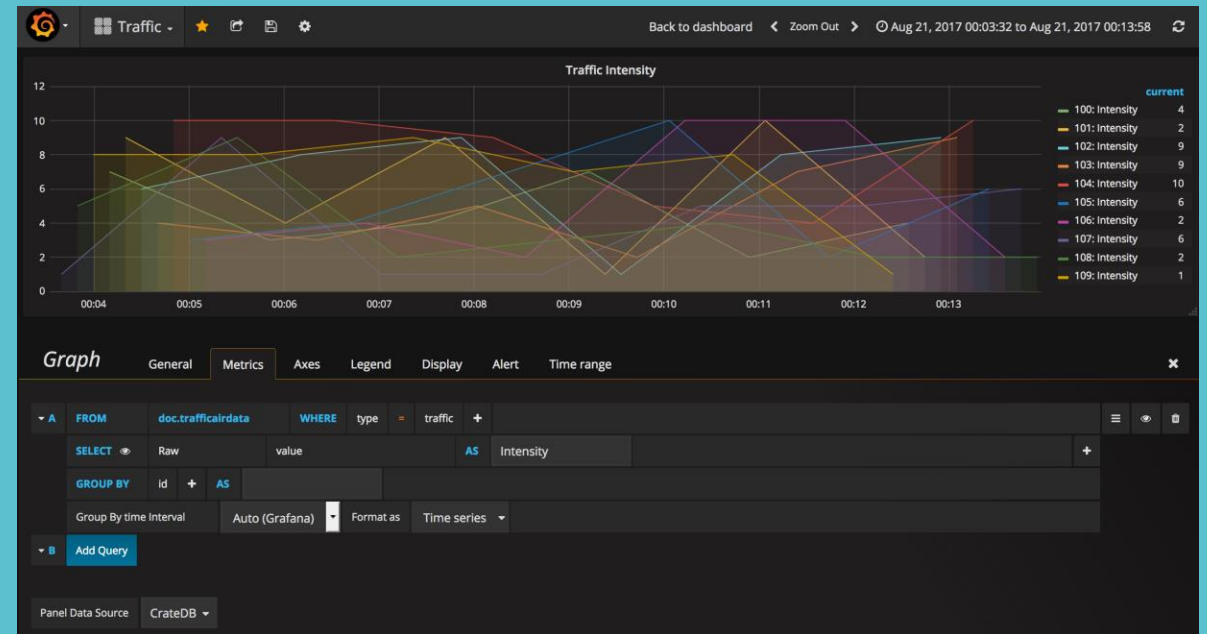 Traffic
Back to dashboard Zoom Out Aug 21, 2017 00:03:32 to Aug 21, 2017 00:13:58
Traffic Intensity
12
10
8
6
4
2
0
00:04 00:05 00:06 00:07 00:08 00:09 00:10 00:11 00:12 00:13
current
100: Intensity 4
101: Intensity 2
102: Intensity 9
103: Intensity 9
104: Intensity 10
105: Intensity 6
106: Intensity 2
107: Intensity 6
108: Intensity 2
109: Intensity 1
Graph General Metrics Axes Legend Display Alert Time range
A FROM doc.trafficairdata WHERE type = traffic +
SELECT Raw value AS Intensity +
GROUP BY id + AS
Group By time Interval Auto (Grafana) Format as Time series
B Add Query
Panel Data Source CrateDB